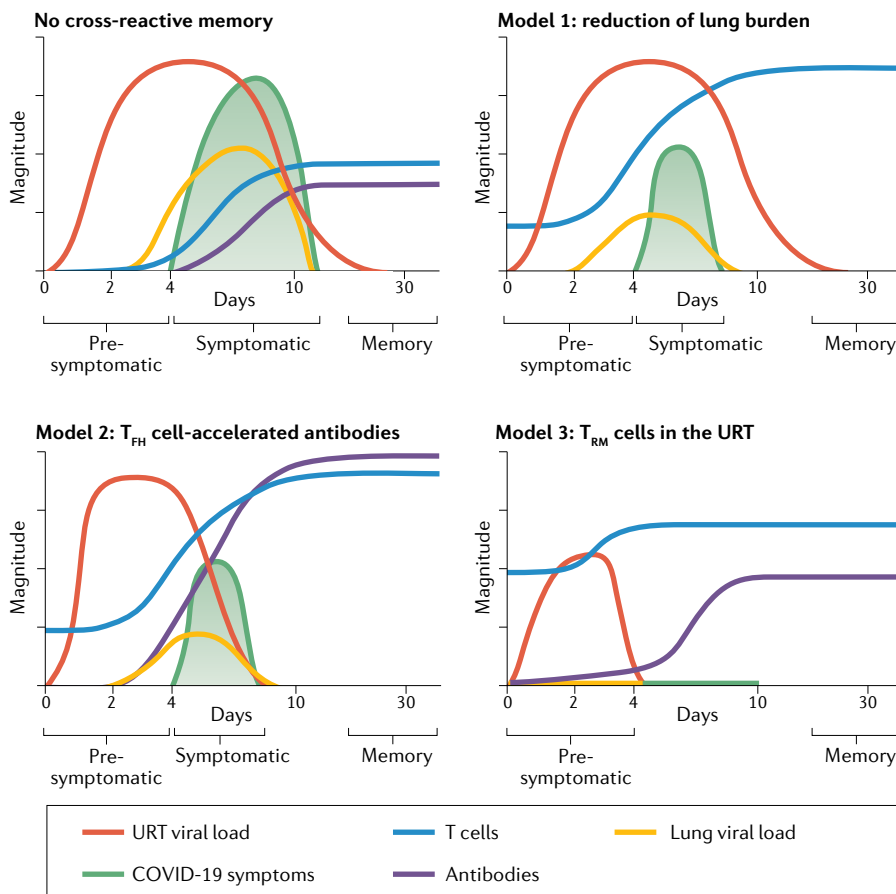 No cross-reactive memory
Magnitude
0 2 4 10 30
Days
Pre-
symptomatic
Symptomatic
Memory
Model 1: reduction of lung burden
Magnitude
0 2 4 10 30
Days
Pre-
symptomatic
Symptomatic
Memory
Model 2: TFH cell-accelerated antibodies
Magnitude
0 2 4 10 30
Days
Pre-
symptomatic
Symptomatic
Memory
Model 3: TRM cells in the URT
Magnitude
0 2 4 10 30
Days
Pre-
symptomatic
Memory
URT viral load
T cells
Lung viral load
COVID-19 symptoms
Antibodies